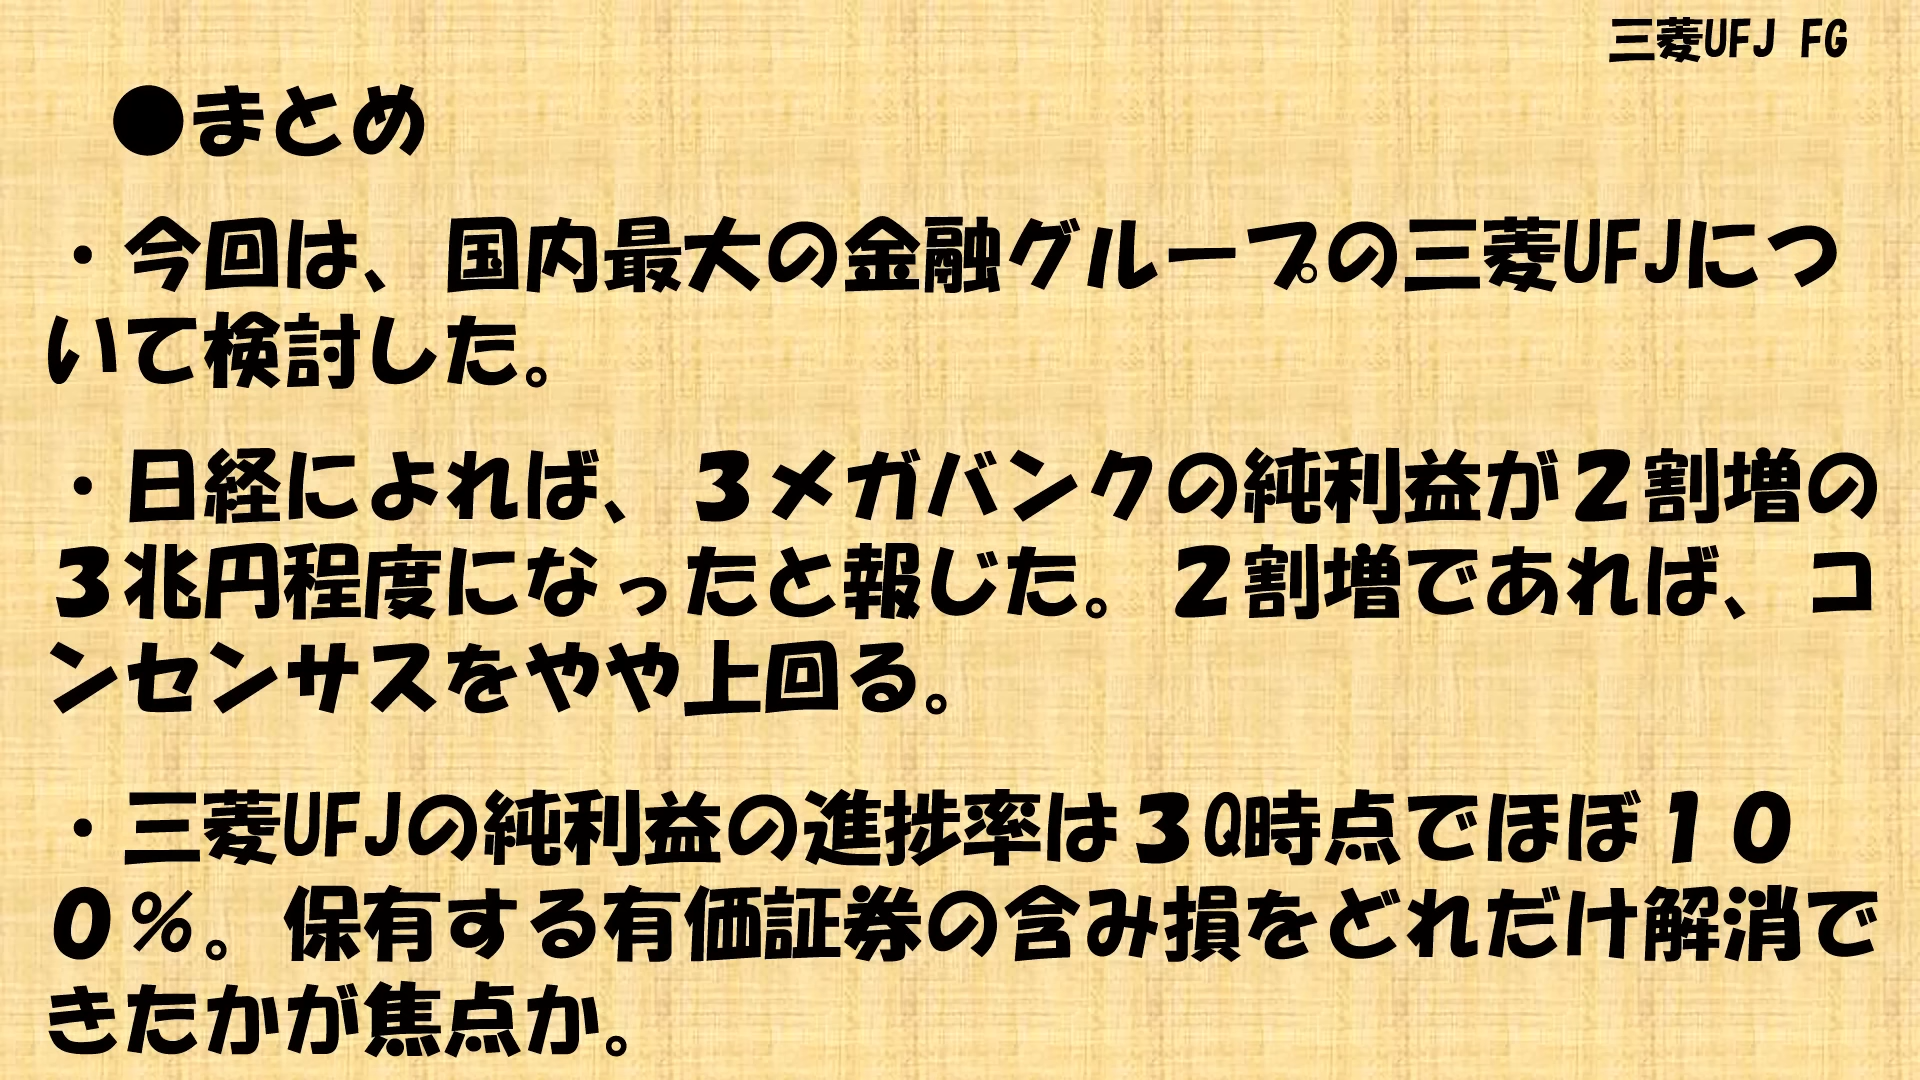 三菱UFJ FG
●まとめ
・今回は、国内最大の金融グループの三菱UFJにつ
いて検討した。
・日経によれば、３メガバンクの純利益が２割増の
３兆円程度になったと報じた。２割増であれば、コ
ンセンサスをやや上回る。
・三菱UFJの純利益の進捗率は３Q時点でほぼ１０
０％。保有する有価証券の含み損をどれだけ解消で
きたかが焦点か。